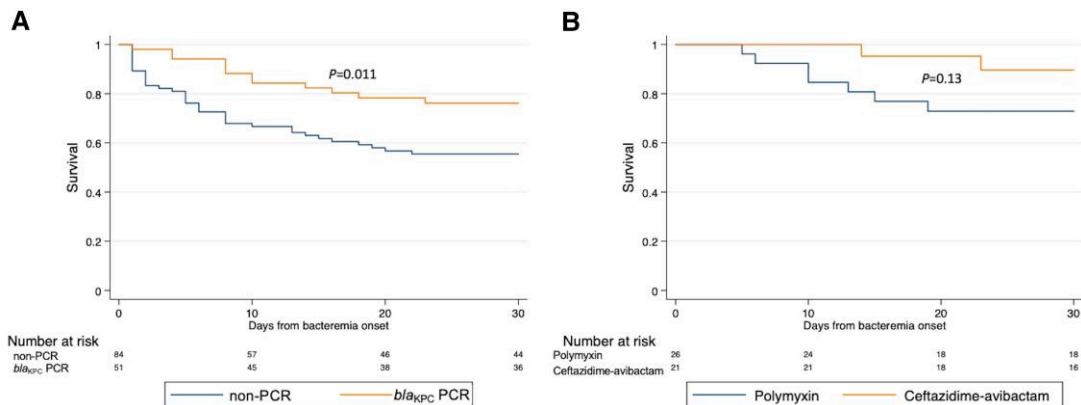 A
1
0.8
0.6
0.4
0.2
0
Survival
P=0.011
0 10 20 30
Days from bacteremia onset
Number at risk
non-PCR 84 57 46 44
blaKPC PCR 51 45 38 36
non-PCR blaKPC PCR
B
1
0.8
0.6
0.4
0.2
0
Survival
P=0.13
0 10 20 30
Days from bacteremia onset
Number at risk
Polymyxin 26 24 18 18
Ceftazidime-avibactam 21 21 18 16
Polymyxin Ceftazidime-avibactam